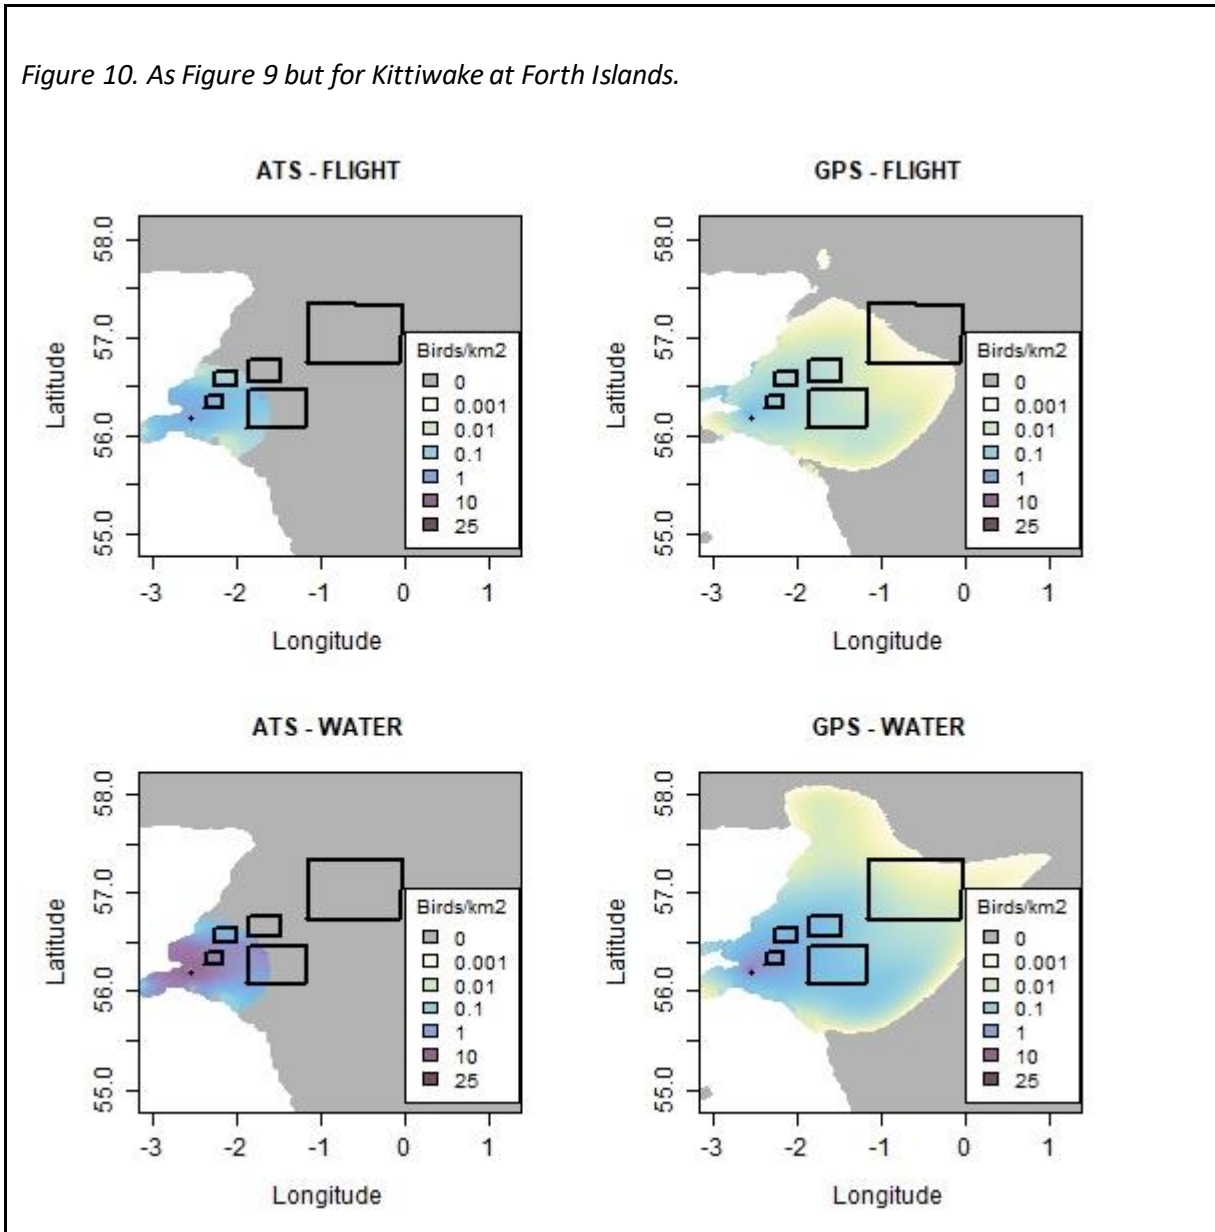 Figure 10. As Figure 9 but for Kittiwake at Forth Islands.
ATS - FLIGHT
Latitude
58.0
57.0
56.0
55.0
Birds/km2
0
0.001
0.01
0.1
1
10
25
-3 -2 -1 0 1
Longitude
GPS - FLIGHT
Latitude
58.0
57.0
56.0
55.0
Birds/km2
0
0.001
0.01
0.1
1
10
25
-3 -2 -1 0 1
Longitude
ATS - WATER
Latitude
58.0
57.0
56.0
55.0
Birds/km2
0
0.001
0.01
0.1
1
10
25
-3 -2 -1 0 1
Longitude
GPS - WATER
Latitude
58.0
57.0
56.0
55.0
Birds/km2
0
0.001
0.01
0.1
1
10
25
-3 -2 -1 0 1
Longitude